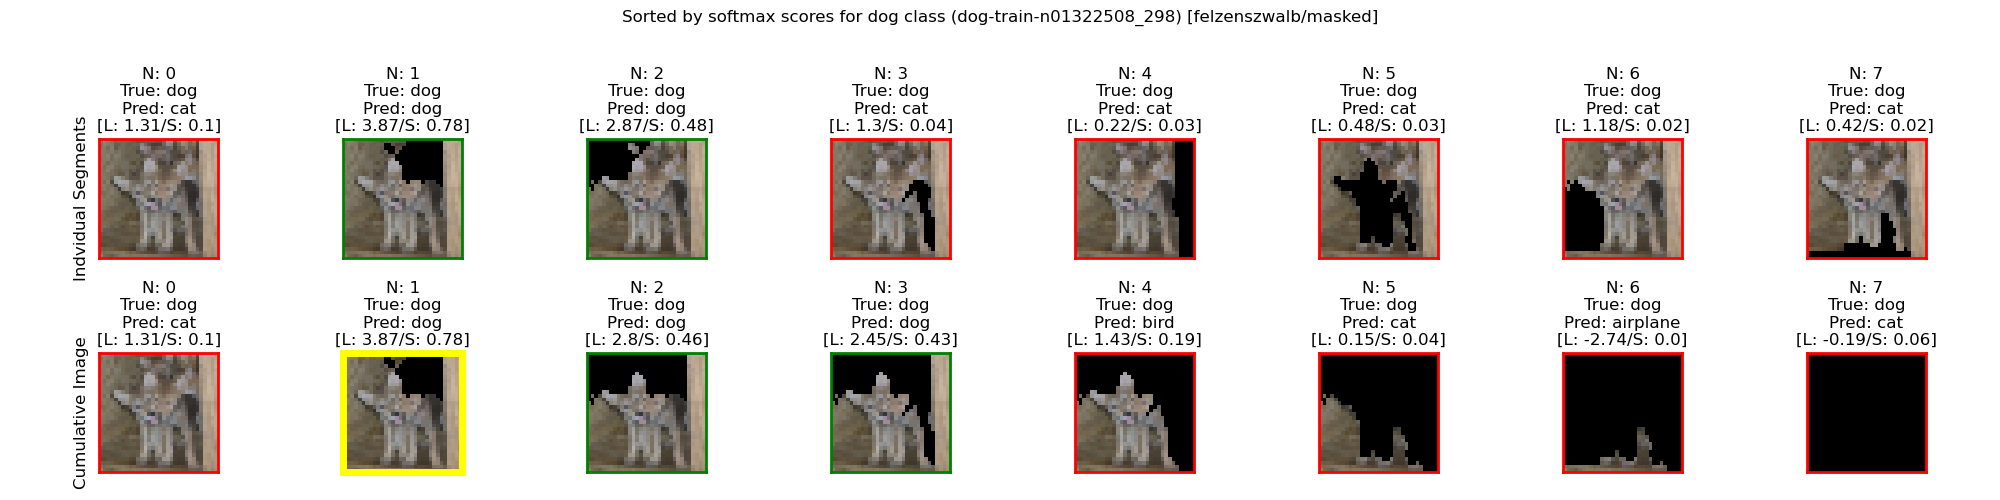 Sorted by softmax scores for dog class (dog-train-n01322508_298) [felzenszwalb/masked]
Indvidual Segments
N: 0
True: dog
Pred: cat
[L: 1.31/S: 0.1]
N: 1
True: dog
Pred: dog
[L: 3.87/S: 0.78]
N: 2
True: dog
Pred: dog
[L: 2.87/S: 0.48]
N: 3
True: dog
Pred: cat
[L: 1.3/S: 0.04]
N: 4
True: dog
Pred: cat
[L: 0.22/S: 0.03]
N: 5
True: dog
Pred: cat
[L: 0.48/S: 0.03]
N: 6
True: dog
Pred: cat
[L: 1.18/S: 0.02]
N: 7
True: dog
Pred: cat
[L: 0.42/S: 0.02]
Cumulative Image
N: 0
True: dog
Pred: cat
[L: 1.31/S: 0.1]
N: 1
True: dog
Pred: dog
[L: 3.87/S: 0.78]
N: 2
True: dog
Pred: dog
[L: 2.8/S: 0.46]
N: 3
True: dog
Pred: dog
[L: 2.45/S: 0.43]
N: 4
True: dog
Pred: bird
[L: 1.43/S: 0.19]
N: 5
True: dog
Pred: cat
[L: 0.15/S: 0.04]
N: 6
True: dog
Pred: airplane
[L: -2.74/S: 0.0]
N: 7
True: dog
Pred: cat
[L: -0.19/S: 0.06]